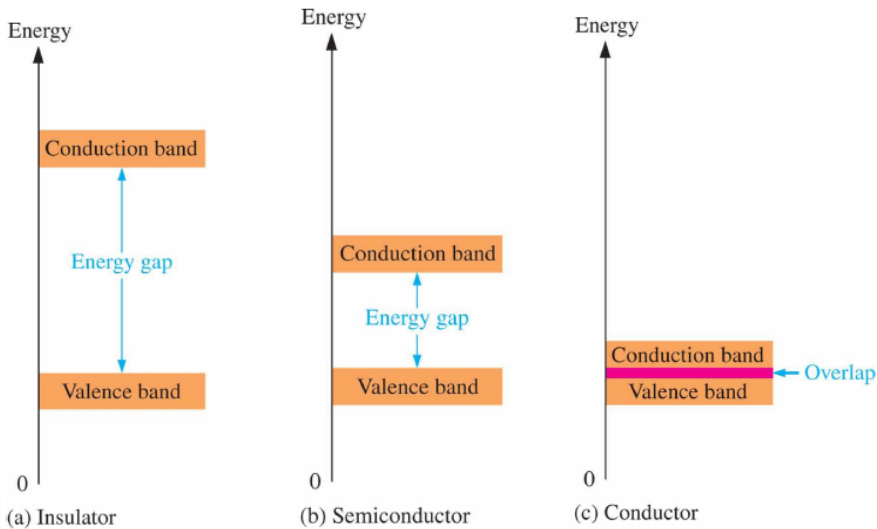 Energy
Conduction band
Energy gap
Valence band
0
(a) Insulator
Energy
Conduction band
Energy gap
Valence band
0
(b) Semiconductor
Energy
Conduction band
Overlap
Valence band
0
(c) Conductor